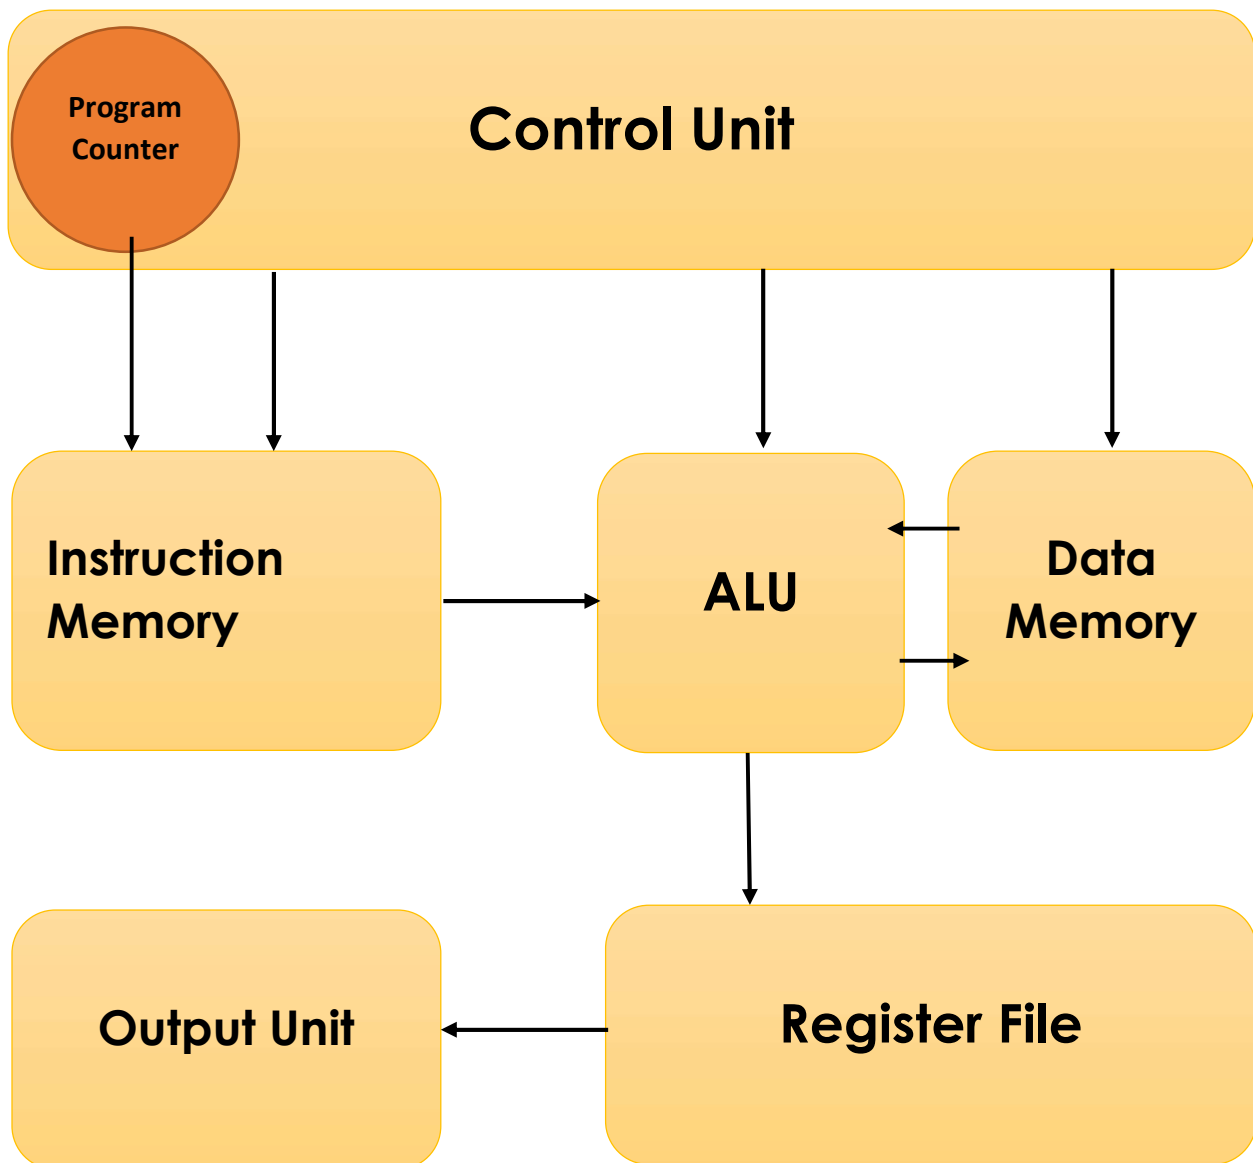 Program
Counter
Control Unit
Instruction
Memory
ALU
Data
Memory
Output Unit
Register File